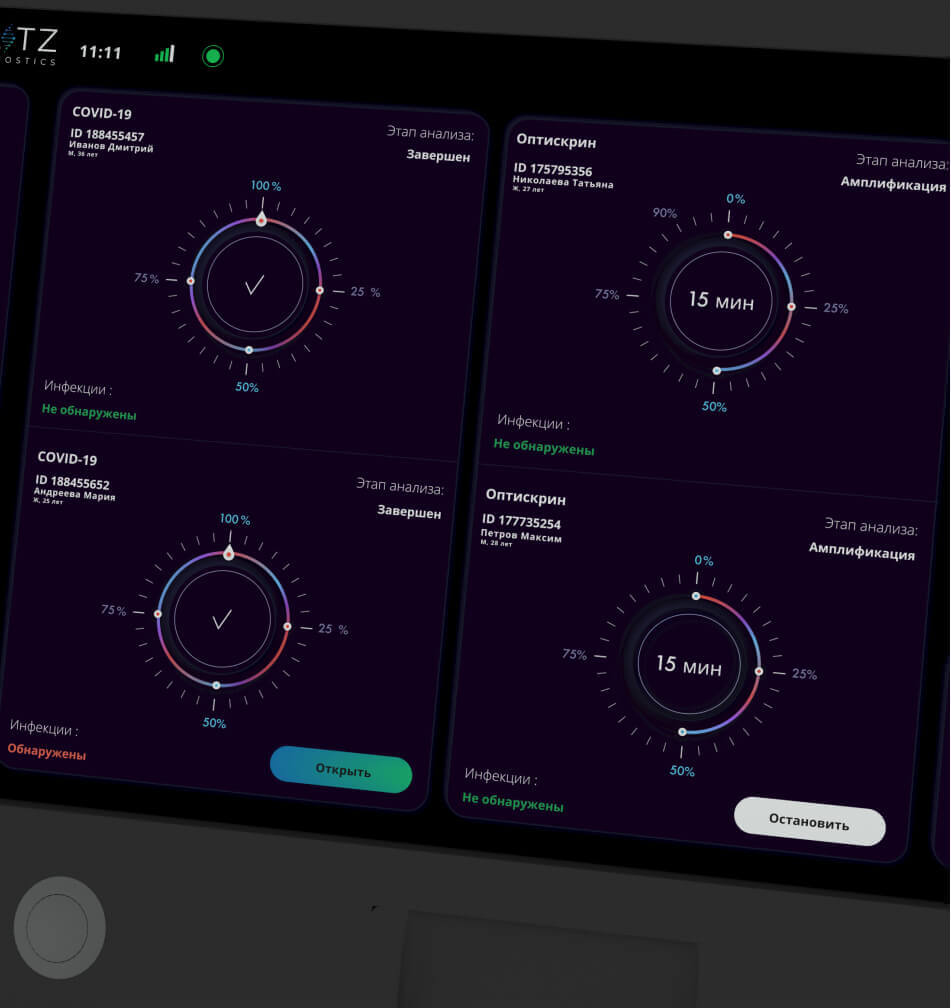 TZ
OSTICS
11:11
COVID-19
ID 188455457
Иванов Дмитрий
М, 36 лет
Этап анализа:
Завершен
100 %
75 %
25 %
50%
Инфекции :
Не обнаружены
COVID-19
ID 188455652
Андреева Мария
Ж, 25 лет
Этап анализа:
Завершен
100 %
75%
25 %
50%
Инфекции :
Обнаружены
Открыть
Оптискрин
ID 175795356
Николаева Татьяна
Ж, 27 лет
Этап анализа:
Амплификация
0%
90%
75%
15 мин
25%
50%
Инфекции :
Не обнаружены
Оптискрин
ID 177735254
Петров Максим
М, 28 лет
Этап анализа:
Амплификация
0%
75%
15 мин
25%
50%
Инфекции :
Не обнаружены
Остановить